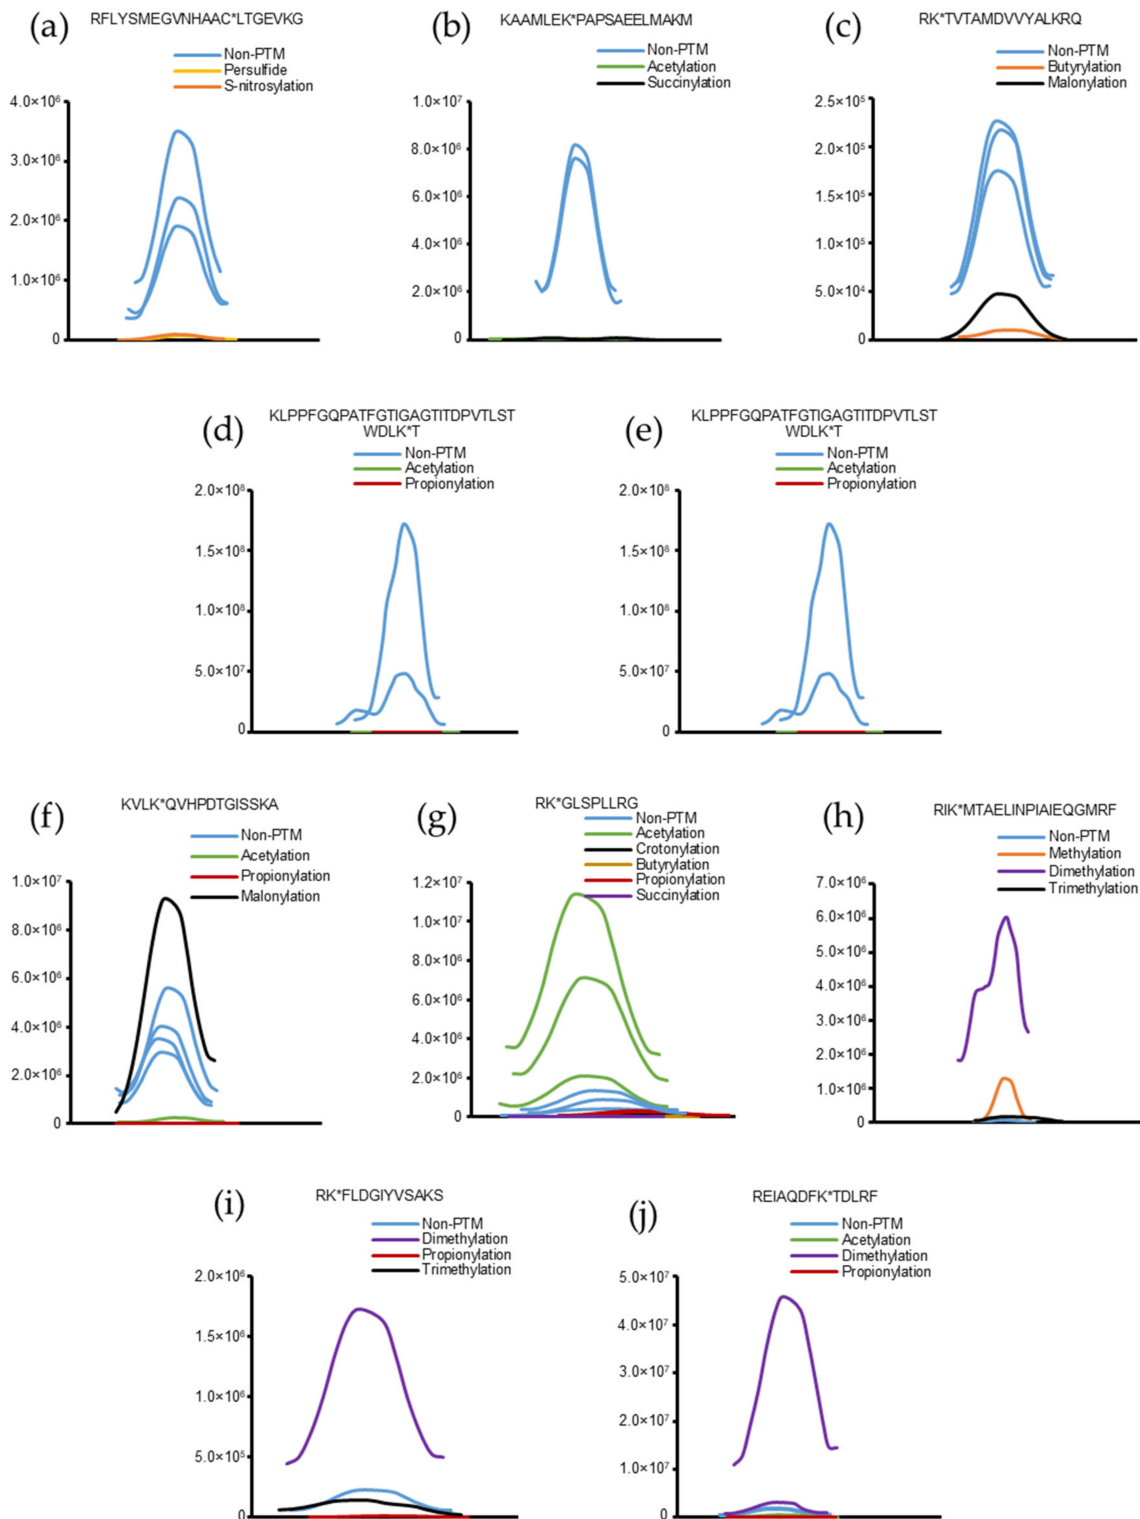 (a)
RFLYSMEGVNHAAC*LTGEVKG
Non-PTM
Persulfide
S-nitrosylation
4.0×10⁶
3.0×10⁶
2.0×10⁶
1.0×10⁶
0
(b)
KAAMLEK*PAPSAEELMAKM
Non-PTM
Acetylation
Succinylation
1.0×10⁷
8.0×10⁶
6.0×10⁶
4.0×10⁶
2.0×10⁶
0
(c)
RK*TVTAMDVVYALKRQ
Non-PTM
Butyrylation
Malonylation
2.5×10⁵
2.0×10⁵
1.5×10⁵
1.0×10⁵
5.0×10⁴
0
(d)
KLPPFGQPATFGTIGAGTITDPVTLST
WDLK*T
Non-PTM
Acetylation
Propionylation
2.0×10⁸
1.5×10⁸
1.0×10⁸
5.0×10⁷
0
(e)
KLPPFGQPATFGTIGAGTITDPVTLST
WDLK*T
Non-PTM
Acetylation
Propionylation
2.0×10⁸
1.5×10⁸
1.0×10⁸
5.0×10⁷
0
(f)
KVLK*QVHPDTGISSKA
Non-PTM
Acetylation
Propionylation
Malonylation
1.0×10⁷
8.0×10⁶
6.0×10⁶
4.0×10⁶
2.0×10⁶
0
(g)
RK*GLSPLLRG
Non-PTM
Acetylation
Crotonylation
Butyrylation
Propionylation
Succinylation
1.2×10⁷
1.0×10⁷
8.0×10⁶
6.0×10⁶
4.0×10⁶
2.0×10⁶
0
(h)
RIK*MTAELINPIAIEQGMRF
Non-PTM
Methylation
Dimethylation
Trimethylation
7.0×10⁶
6.0×10⁶
5.0×10⁶
4.0×10⁶
3.0×10⁶
2.0×10⁶
1.0×10⁶
0
(i)
RK*FLDGIYVSAKS
Non-PTM
Dimethylation
Propionylation
Trimethylation
2.0×10⁶
1.5×10⁶
1.0×10⁶
5.0×10⁵
0
(j)
REIAQDFK*TDLRF
Non-PTM
Acetylation
Dimethylation
Propionylation
5.0×10⁷
4.0×10⁷
3.0×10⁷
2.0×10⁷
1.0×10⁷
0